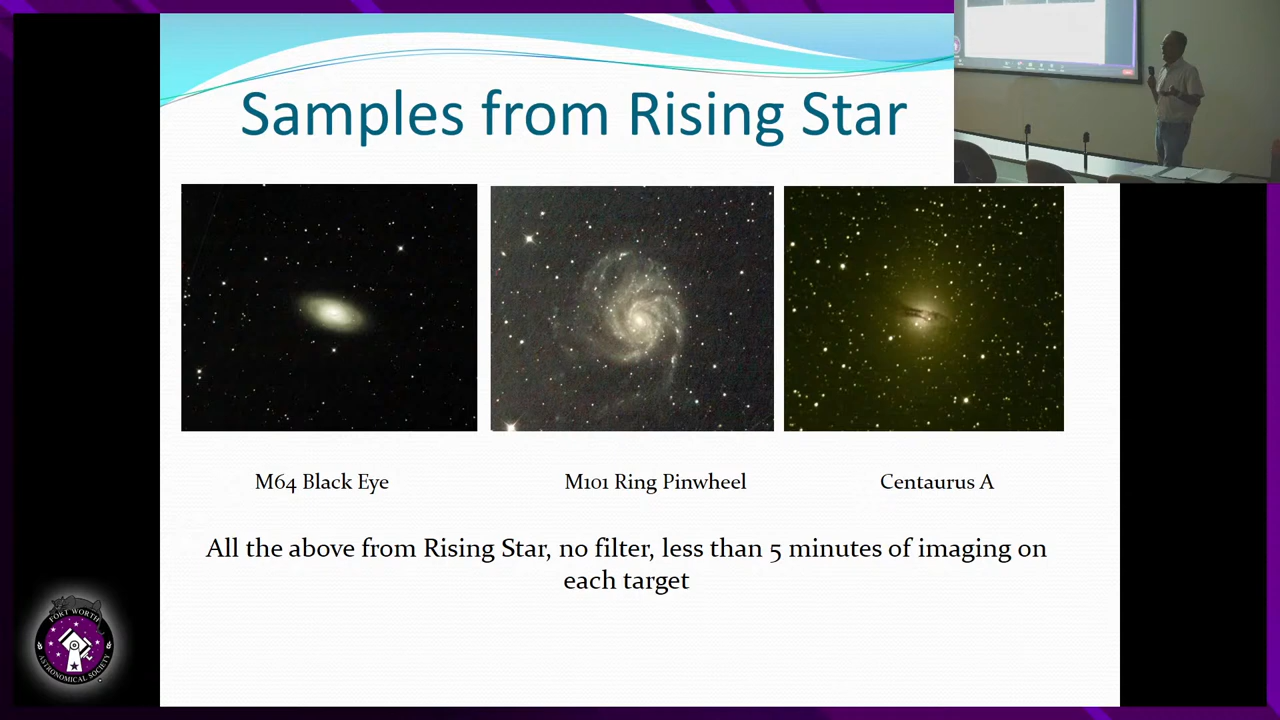 Samples from Rising Star
M64 Black Eye
M101 Ring Pinwheel
Centaurus A
All the above from Rising Star, no filter, less than 5 minutes of imaging on
each target
FORT WORTH
ASTRONOMICAL SOCIETY